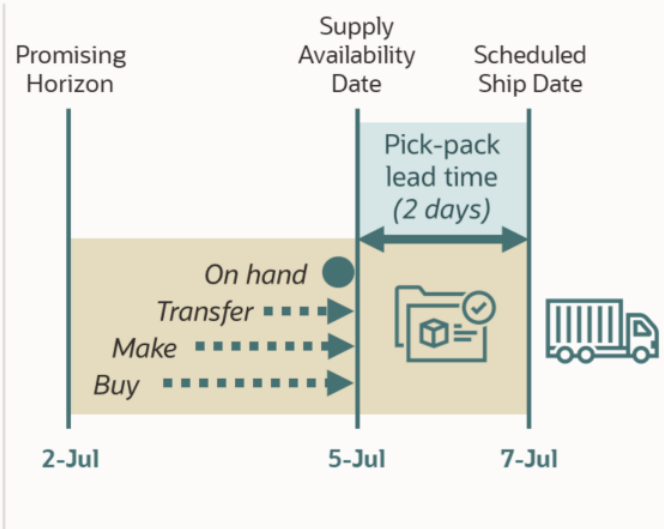 Promising
Horizon
Supply
Availability
Date
Scheduled
Ship Date
Pick-pack
lead time
(2 days)
On hand
Transfer
Make
Buy
2-Jul
5-Jul
7-Jul